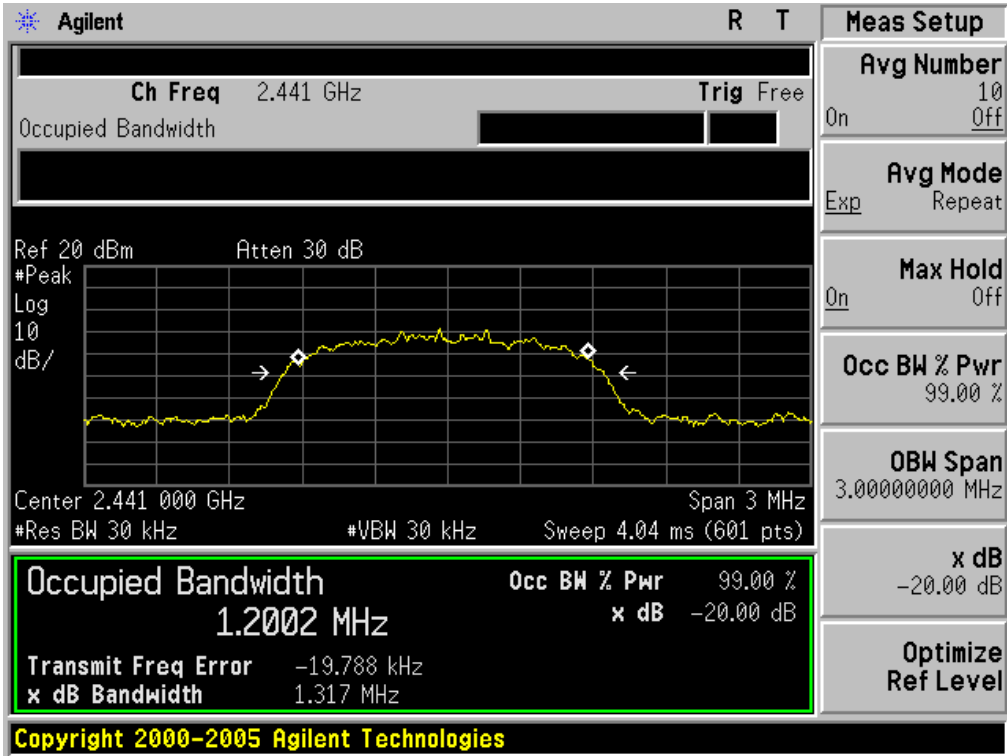 Agilent R T
Ch Freq 2.441 GHz Trig Free
Occupied Bandwidth
Ref 20 dBm Atten 30 dB
#Peak
Log
10
dB/
Center 2.441 000 GHz Span 3 MHz
#Res BW 30 kHz #VBW 30 kHz Sweep 4.04 ms (601 pts)
Occupied Bandwidth
1.2002 MHz
Occ BW % Pwr 99.00 %
x dB -20.00 dB
Transmit Freq Error -19.788 kHz
x dB Bandwidth 1.317 MHz
Copyright 2000-2005 Agilent Technologies
Meas Setup
Avg Number
10
On Off
Avg Mode
Exp Repeat
Max Hold
On Off
Occ BW % Pwr
99.00 %
OBW Span
3.00000000 MHz
x dB
-20.00 dB
Optimize
Ref Level